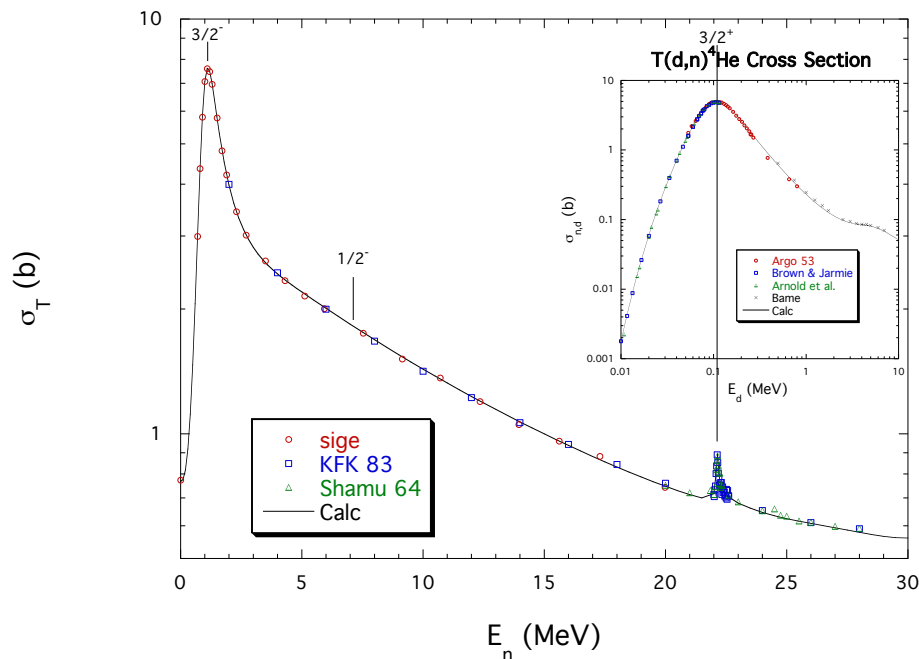 10
3/2-
3/2+
T(d,n)4He Cross Section
10
1
0.1
0.01
0.001
σn,d (b)
Argo 53
Brown & Jarmie
Arnold et al.
Bame
Calc
0.01
0.1
1
10
Ed (MeV)
1/2-
σT (b)
1
sige
KFK 83
Shamu 64
Calc
0
5
10
15
20
25
30
En (MeV)